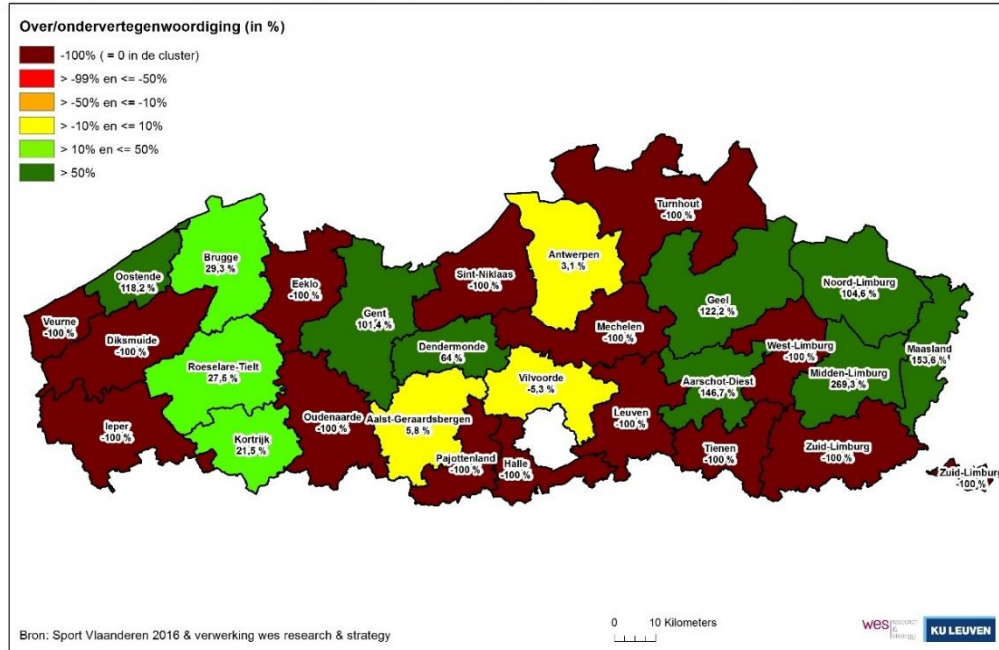 Over/ondervertegenwoordiging (in %)
-100% ( = 0 in de cluster)
> -99% en <= -50%
> -50% en <= -10%
> -10% en <= 10%
> 10% en <= 50%
> 50%
Turnhout
-100 %
Antwerpen
3,1 %
Brugge
29,3 %
Oostende
118,2 %
Eeklo
-100 %
Sint-Niklaas
-100 %
Noord-Limburg
104,6 %
Geel
122,2 %
Gent
101,4 %
Veurne
-100 %
Diksmuide
-100 %
Mechelen
-100 %
Dendermonde
64 %
West-Limburg
-100 %
Maasland
153,6 %
Roeselare-Tielt
27,5 %
Vilvoorde
-5,3 %
Aarschot-Diest
146,7 %
Midden-Limburg
269,3 %
Ieper
-100 %
Kortrijk
21,5 %
Oudenaarde
-100 %
Aalst-Geraardsbergen
5,8 %
Leuven
-100 %
Pajottenland
-100 %
Halle
-100 %
Tienen
-100 %
Zuid-Limburg
-100 %
Zuid-Limburg
-100 %
Bron: Sport Vlaanderen 2016 & verwerking wes research & strategy
0 10 Kilometers
wes research
&
strategy
KU LEUVEN